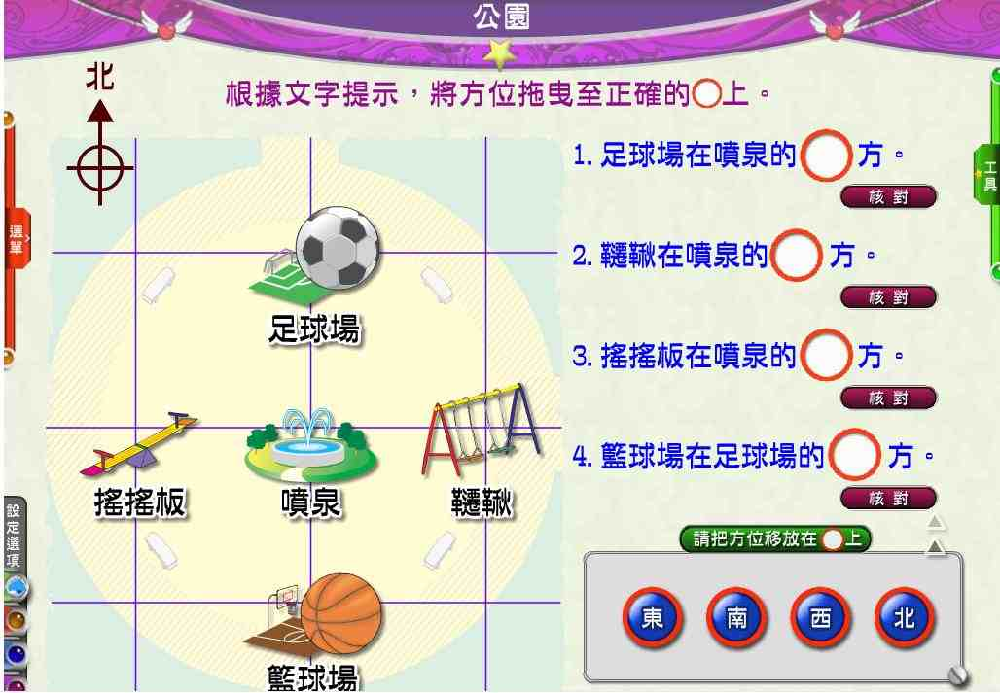 公園
北
根據文字提示，將方位拖曳至正確的○上。
1. 足球場在噴泉的○方。
核對
2. 韆鞦在噴泉的○方。
核對
3. 搖搖板在噴泉的○方。
核對
4. 籃球場在足球場的○方。
核對
足球場
搖搖板
噴泉
韆鞦
籃球場
請把方位移放在○上
東 南 西 北
選單
工具
設定選項